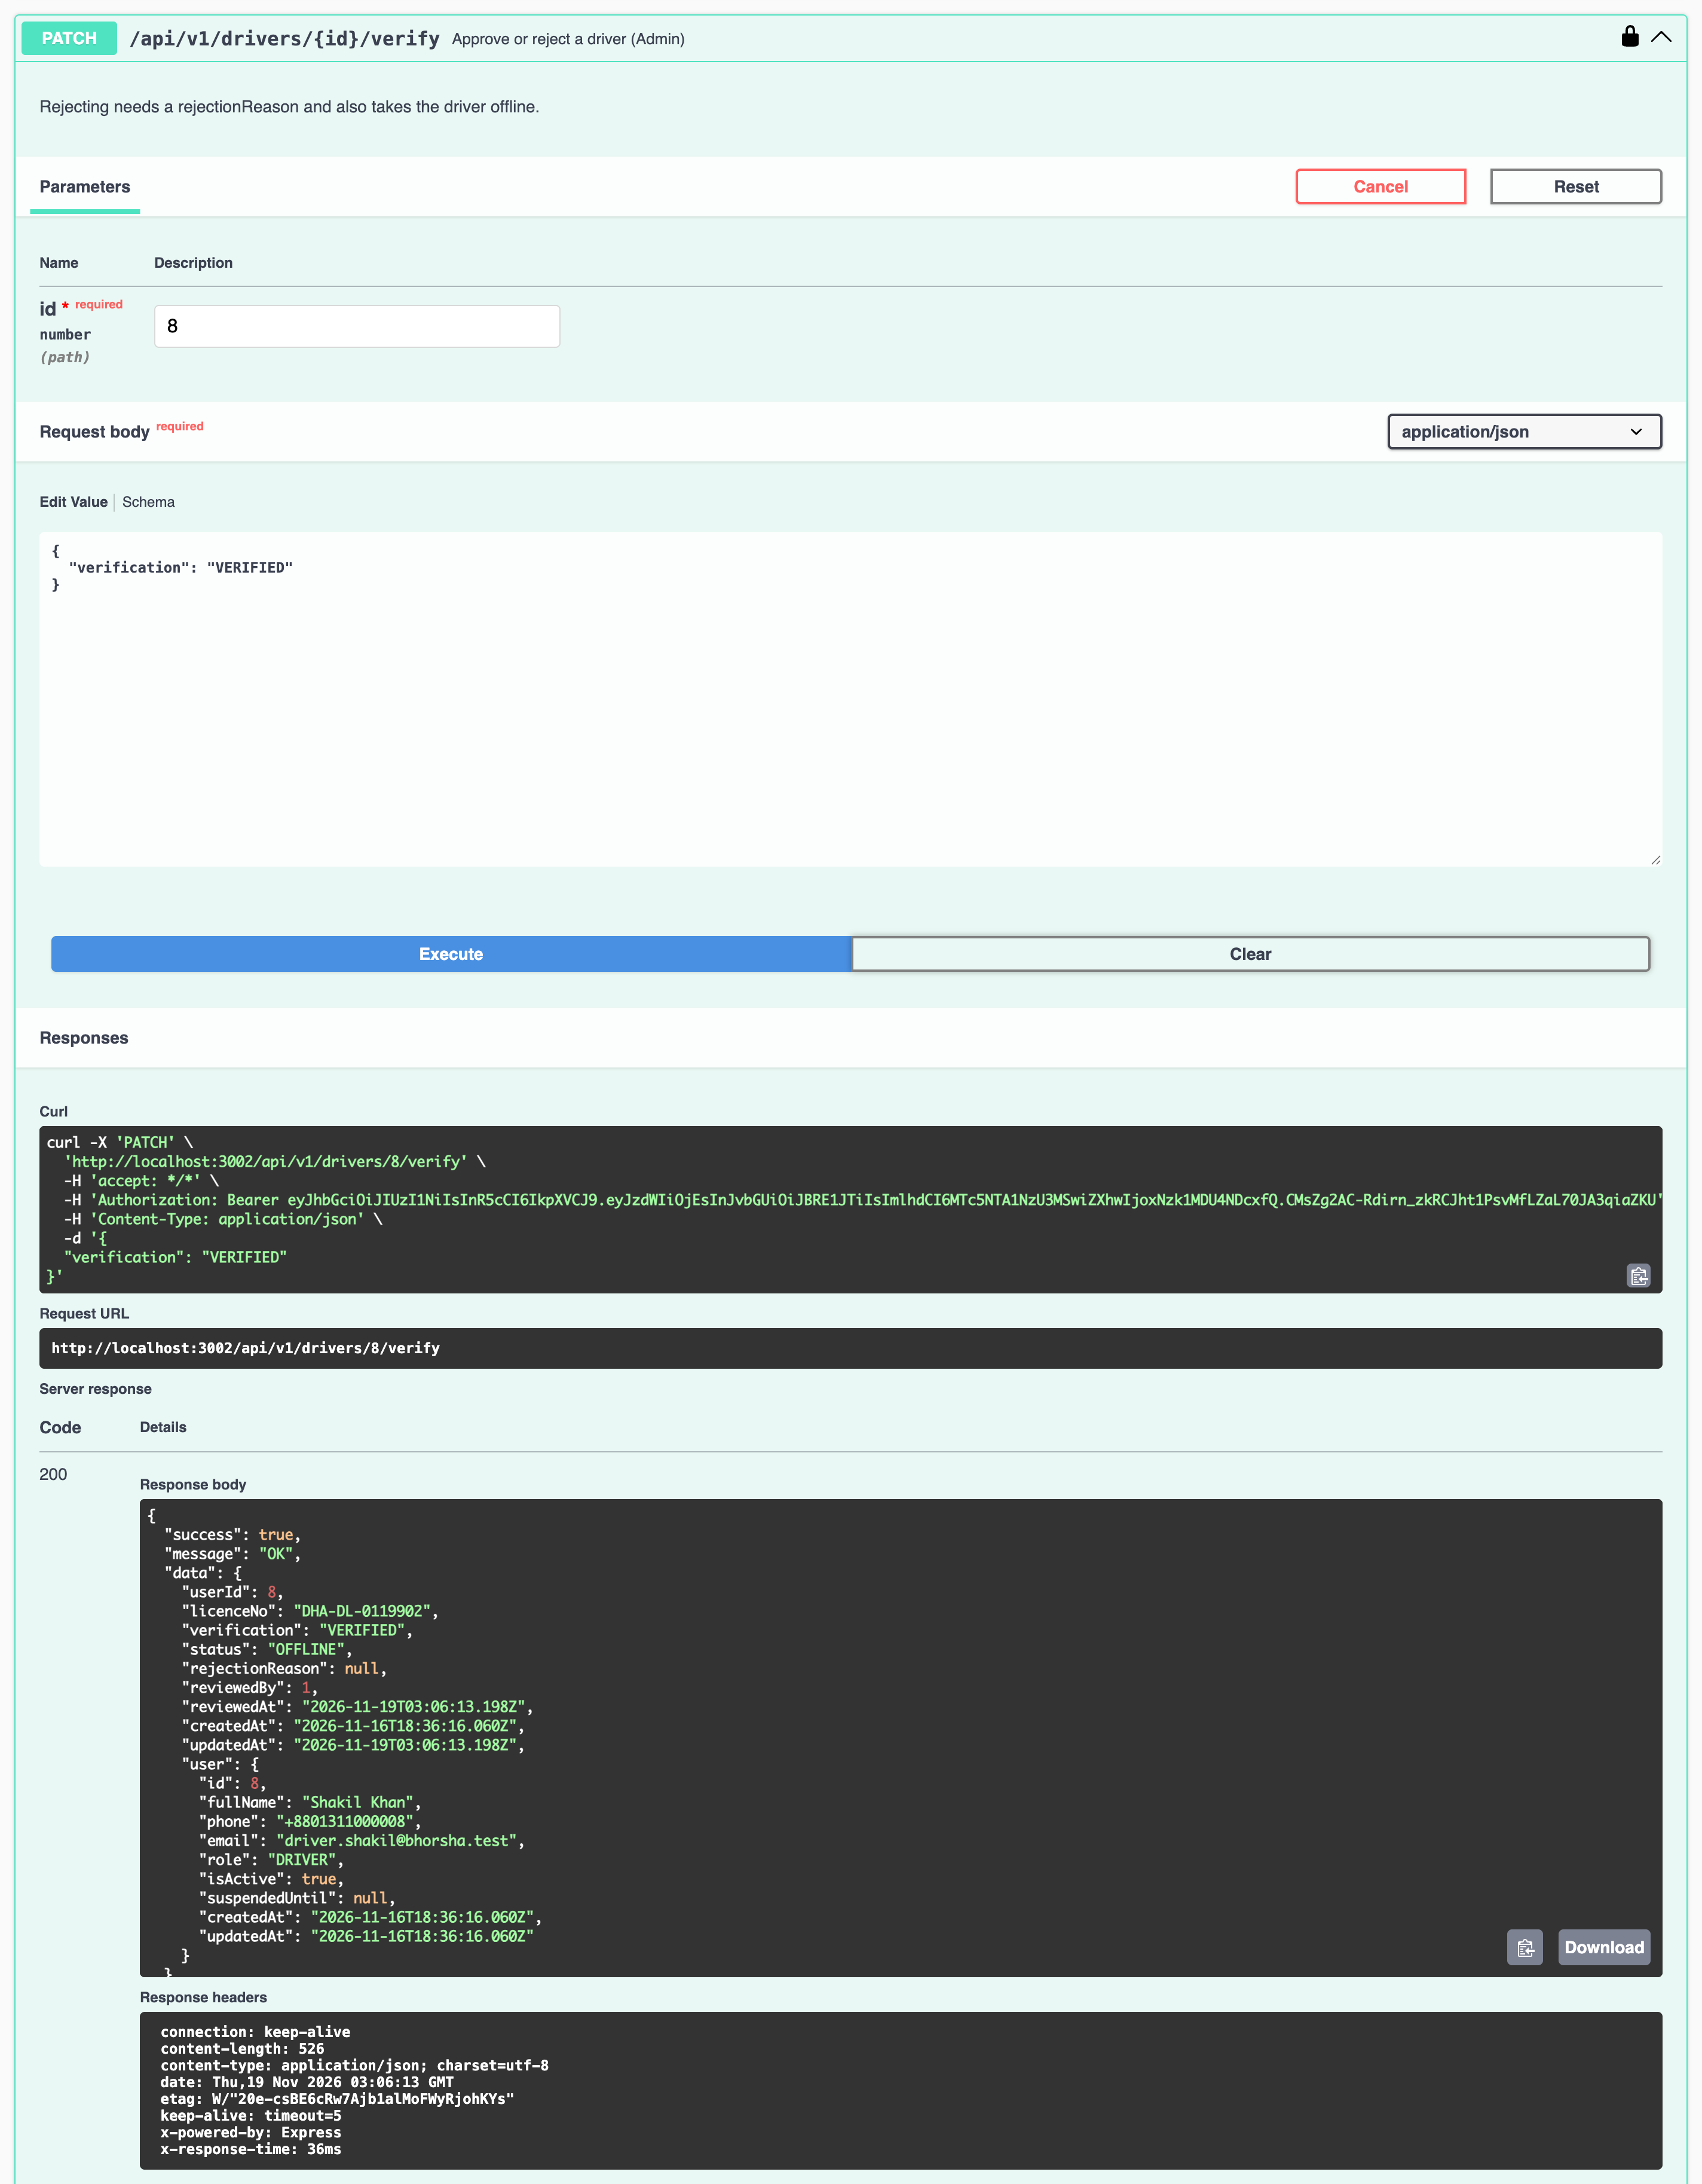 PATCH /api/v1/drivers/{id}/verify Approve or reject a driver (Admin)
Rejecting needs a rejectionReason and also takes the driver offline.
Parameters
Cancel
Reset
Name Description
id * required
number
(path)
8
Request body required
application/json
Edit Value | Schema
{
  "verification": "VERIFIED"
}
Execute
Clear
Responses
Curl
curl -X 'PATCH' \
  'http://localhost:3002/api/v1/drivers/8/verify' \
  -H 'accept: */*' \
  -H 'Authorization: Bearer eyJhbGciOiJIUzI1NiIsInR5cCI6IkpXVCJ9.eyJzdWIiOjEsInJvbGUiOiJBRE1JTiIsImlhdCI6MTc5NTA1NzU3MSwiZXhwIjoxNzk1MDU4NDcxfQ.CMsZg2AC-Rdirn_zkRCJht1PsvMfLZaL70JA3qiaZKU'
  -H 'Content-Type: application/json' \
  -d '{
  "verification": "VERIFIED"
}'
Request URL
http://localhost:3002/api/v1/drivers/8/verify
Server response
Code Details
200
Response body
{
  "success": true,
  "message": "OK",
  "data": {
    "userId": 8,
    "licenceNo": "DHA-DL-0119902",
    "verification": "VERIFIED",
    "status": "OFFLINE",
    "rejectionReason": null,
    "reviewedBy": 1,
    "reviewedAt": "2026-11-19T03:06:13.198Z",
    "createdAt": "2026-11-16T18:36:16.060Z",
    "updatedAt": "2026-11-19T03:06:13.198Z",
    "user": {
      "id": 8,
      "fullName": "Shakil Khan",
      "phone": "+8801311000008",
      "email": "driver.shakil@bhorsha.test",
      "role": "DRIVER",
      "isActive": true,
      "suspendedUntil": null,
      "createdAt": "2026-11-16T18:36:16.060Z",
      "updatedAt": "2026-11-16T18:36:16.060Z"
    }
  }
Download
Response headers
connection: keep-alive
content-length: 526
content-type: application/json; charset=utf-8
date: Thu,19 Nov 2026 03:06:13 GMT
etag: W/"20e-csBE6cRw7Ajb1alMoFWyRjohKYs"
keep-alive: timeout=5
x-powered-by: Express
x-response-time: 36ms